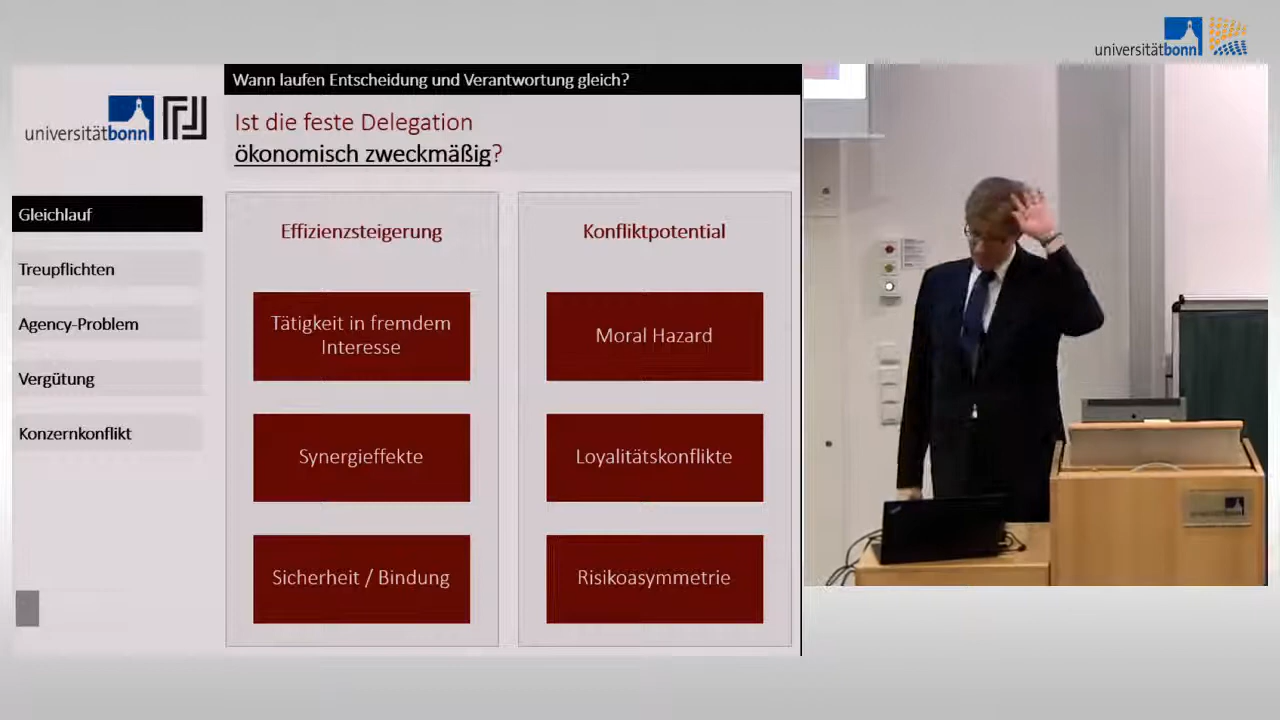 universitätbonn
Wann laufen Entscheidung und Verantwortung gleich?
universitätbonn
Ist die feste Delegation
ökonomisch zweckmäßig?
Gleichlauf
Treupflichten
Agency-Problem
Vergütung
Konzernkonflikt
Effizienzsteigerung
Tätigkeit in fremdem
Interesse
Synergieffekte
Sicherheit / Bindung
Konfliktpotential
Moral Hazard
Loyalitätskonflikte
Risikoasymmetrie